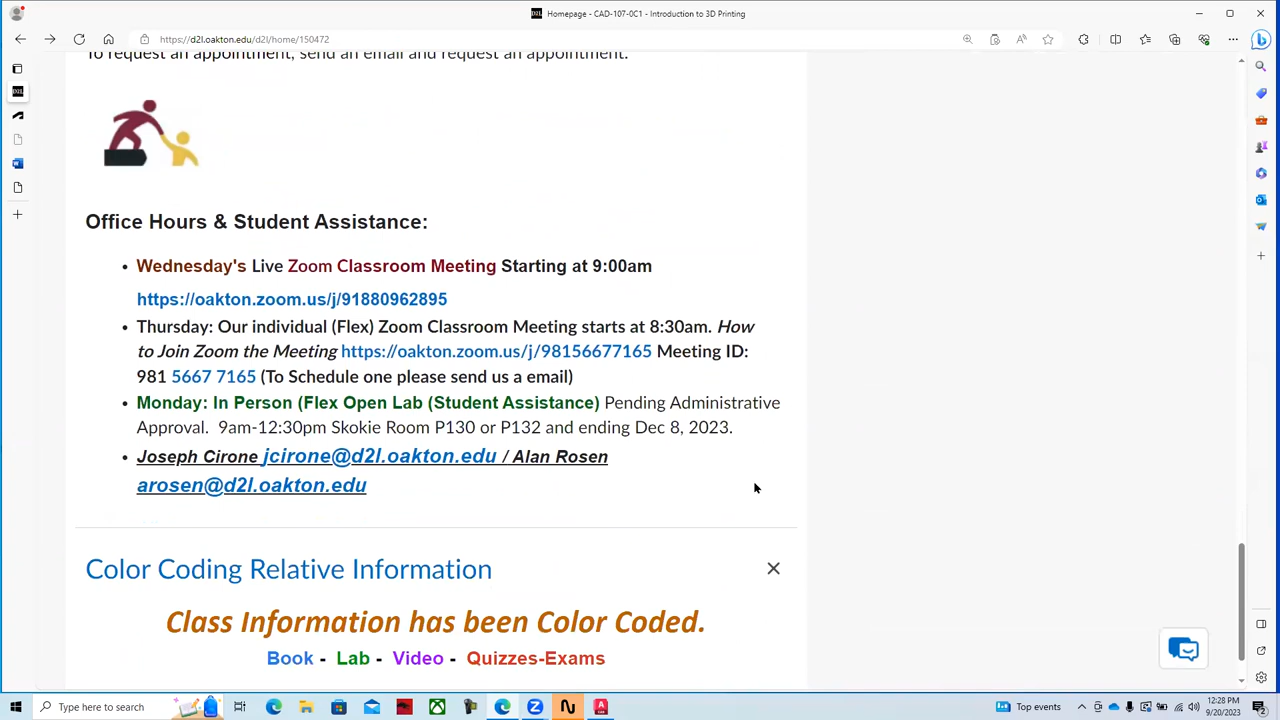 D2L Homepage - CAD-107-0C1 - Introduction to 3D Printing
https://d2l.oakton.edu/d2l/home/150472
To request an appointment, send an email and request an appointment.
Office Hours & Student Assistance:
• Wednesday's Live Zoom Classroom Meeting Starting at 9:00am
https://oakton.zoom.us/j/91880962895
• Thursday: Our individual (Flex) Zoom Classroom Meeting starts at 8:30am. How
to Join Zoom the Meeting https://oakton.zoom.us/j/98156677165 Meeting ID:
981 5667 7165 (To Schedule one please send us a email)
• Monday: In Person (Flex Open Lab (Student Assistance) Pending Administrative
Approval. 9am-12:30pm Skokie Room P130 or P132 and ending Dec 8, 2023.
• Joseph Cirone jcirone@d2l.oakton.edu / Alan Rosen
arosen@d2l.oakton.edu
Color Coding Relative Information
Class Information has been Color Coded.
Book - Lab - Video - Quizzes-Exams
Type here to search
Top events
12:28 PM
9/20/2023
2